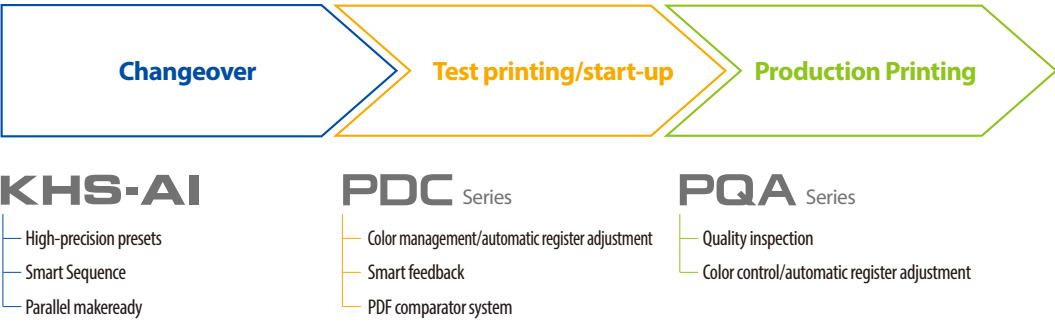 Changeover
Test printing/start-up
Production Printing
KHS-AI
High-precision presets
Smart Sequence
Parallel makeready
PDC Series
Color management/automatic register adjustment
Smart feedback
PDF comparator system
PQA Series
Quality inspection
Color control/automatic register adjustment